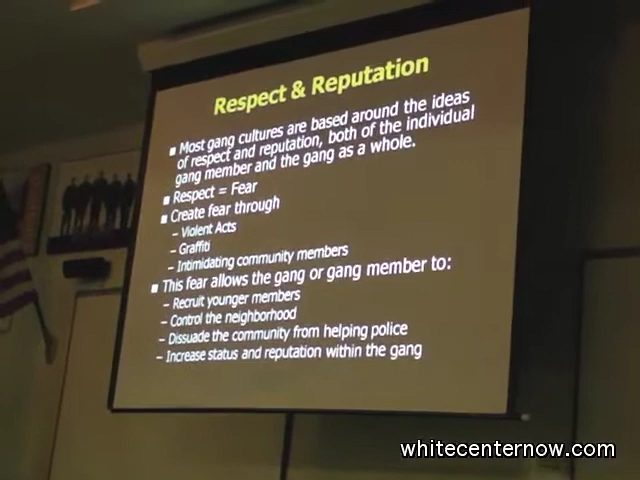 Respect & Reputation
■ Most gang cultures are based around the ideas
of respect and reputation, both of the individual
gang member and the gang as a whole.
■ Respect = Fear
■ Create fear through
– Violent Acts
– Graffiti
– Intimidating community members
■ This fear allows the gang or gang member to:
– Recruit younger members
– Control the neighborhood
– Dissuade the community from helping police
– Increase status and reputation within the gang
whitecenternow.com